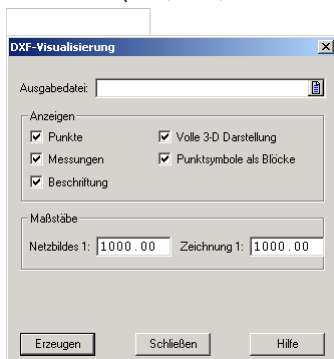 DXF-Visualisierung
Ausgabedatei:
Anzeigen
Punkte
Volle 3-D Darstellung
Messungen
Punktsymbole als Blöcke
Beschriftung
Maßstäbe
Netzbildes 1: 1000.00 Zeichnung 1: 1000.00
Erzeugen Schließen Hilfe